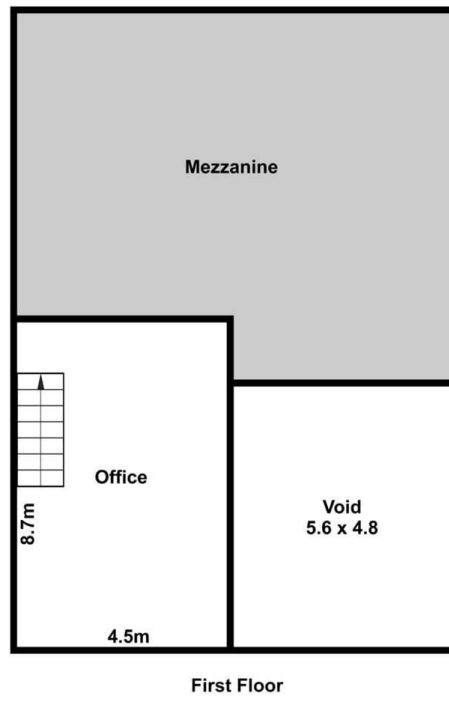 Mezzanine
Office
Void
5.6 x 4.8
8.7m
4.5m
First Floor